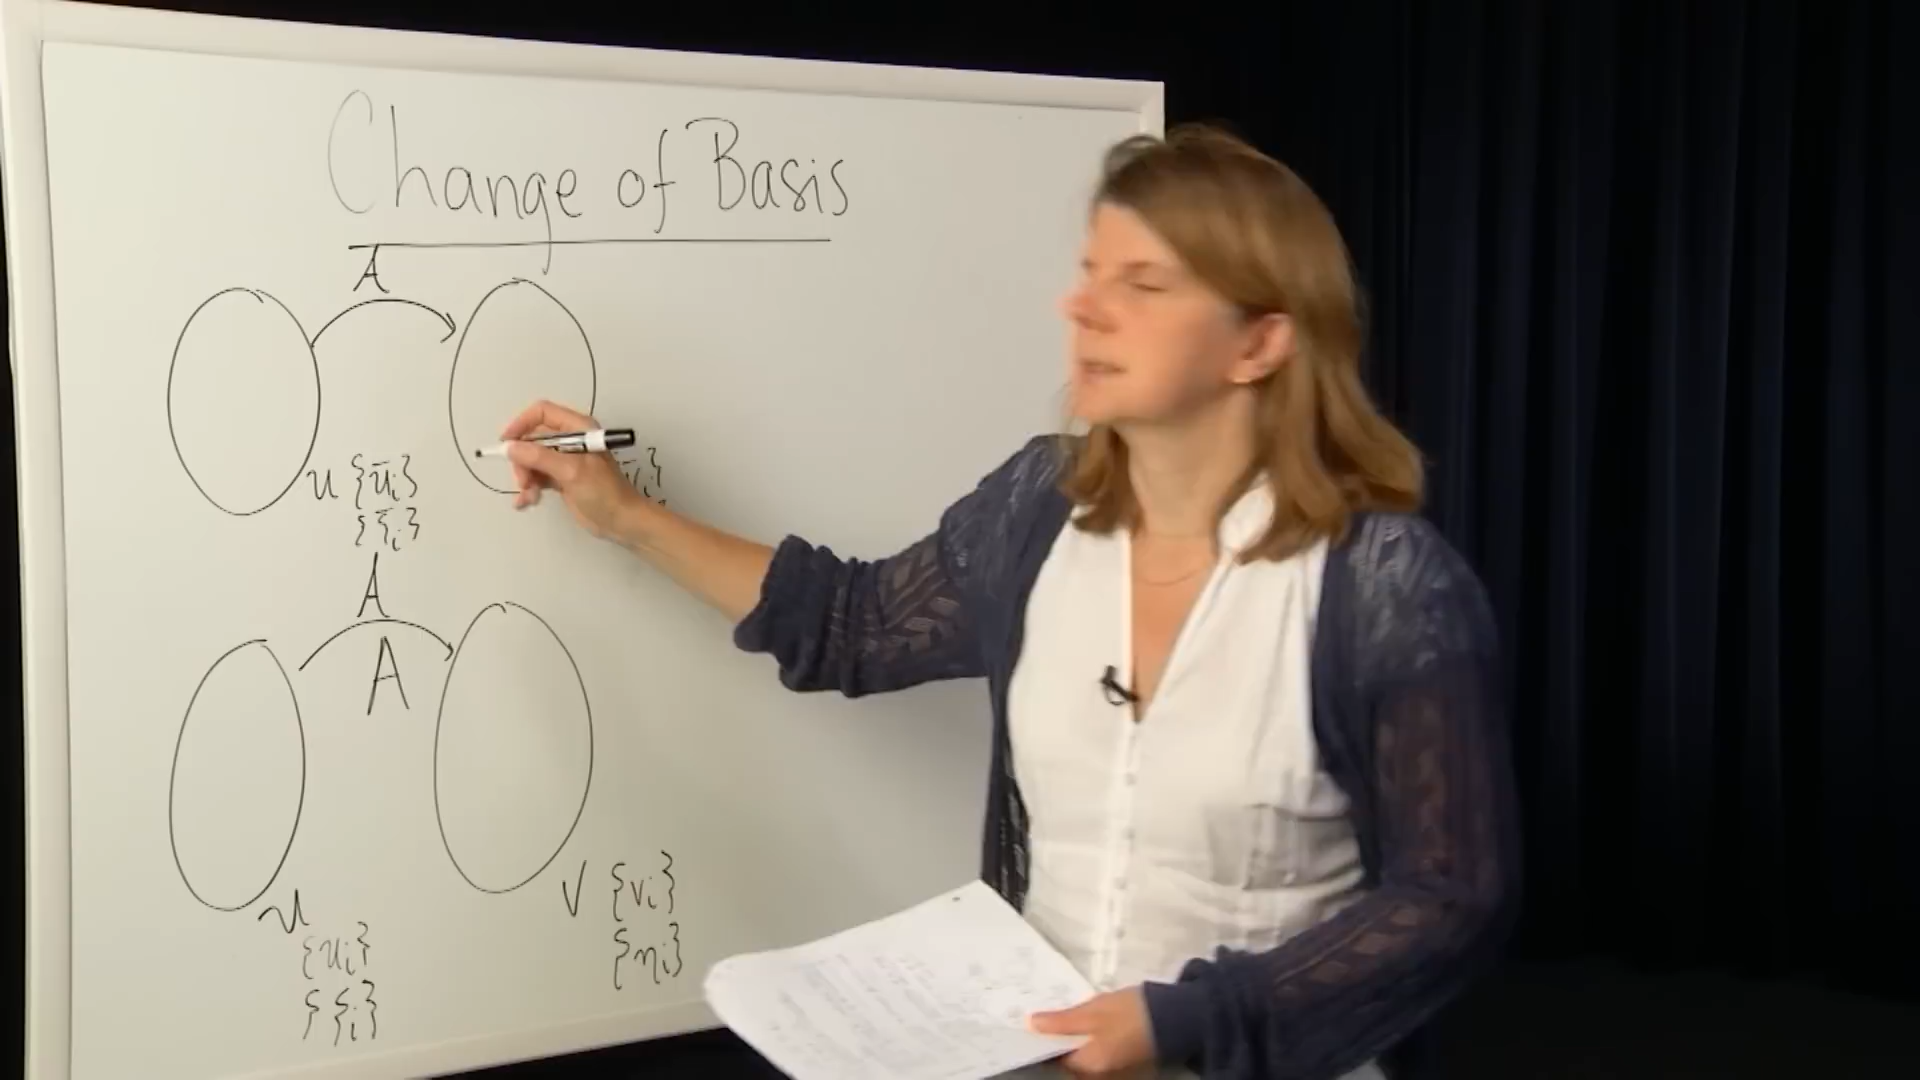 Change of Basis
A
U {ūᵢ}
{ξ̄ᵢ}
A
A
V {vᵢ}
{ηᵢ}
U
{uᵢ}
{ξᵢ}